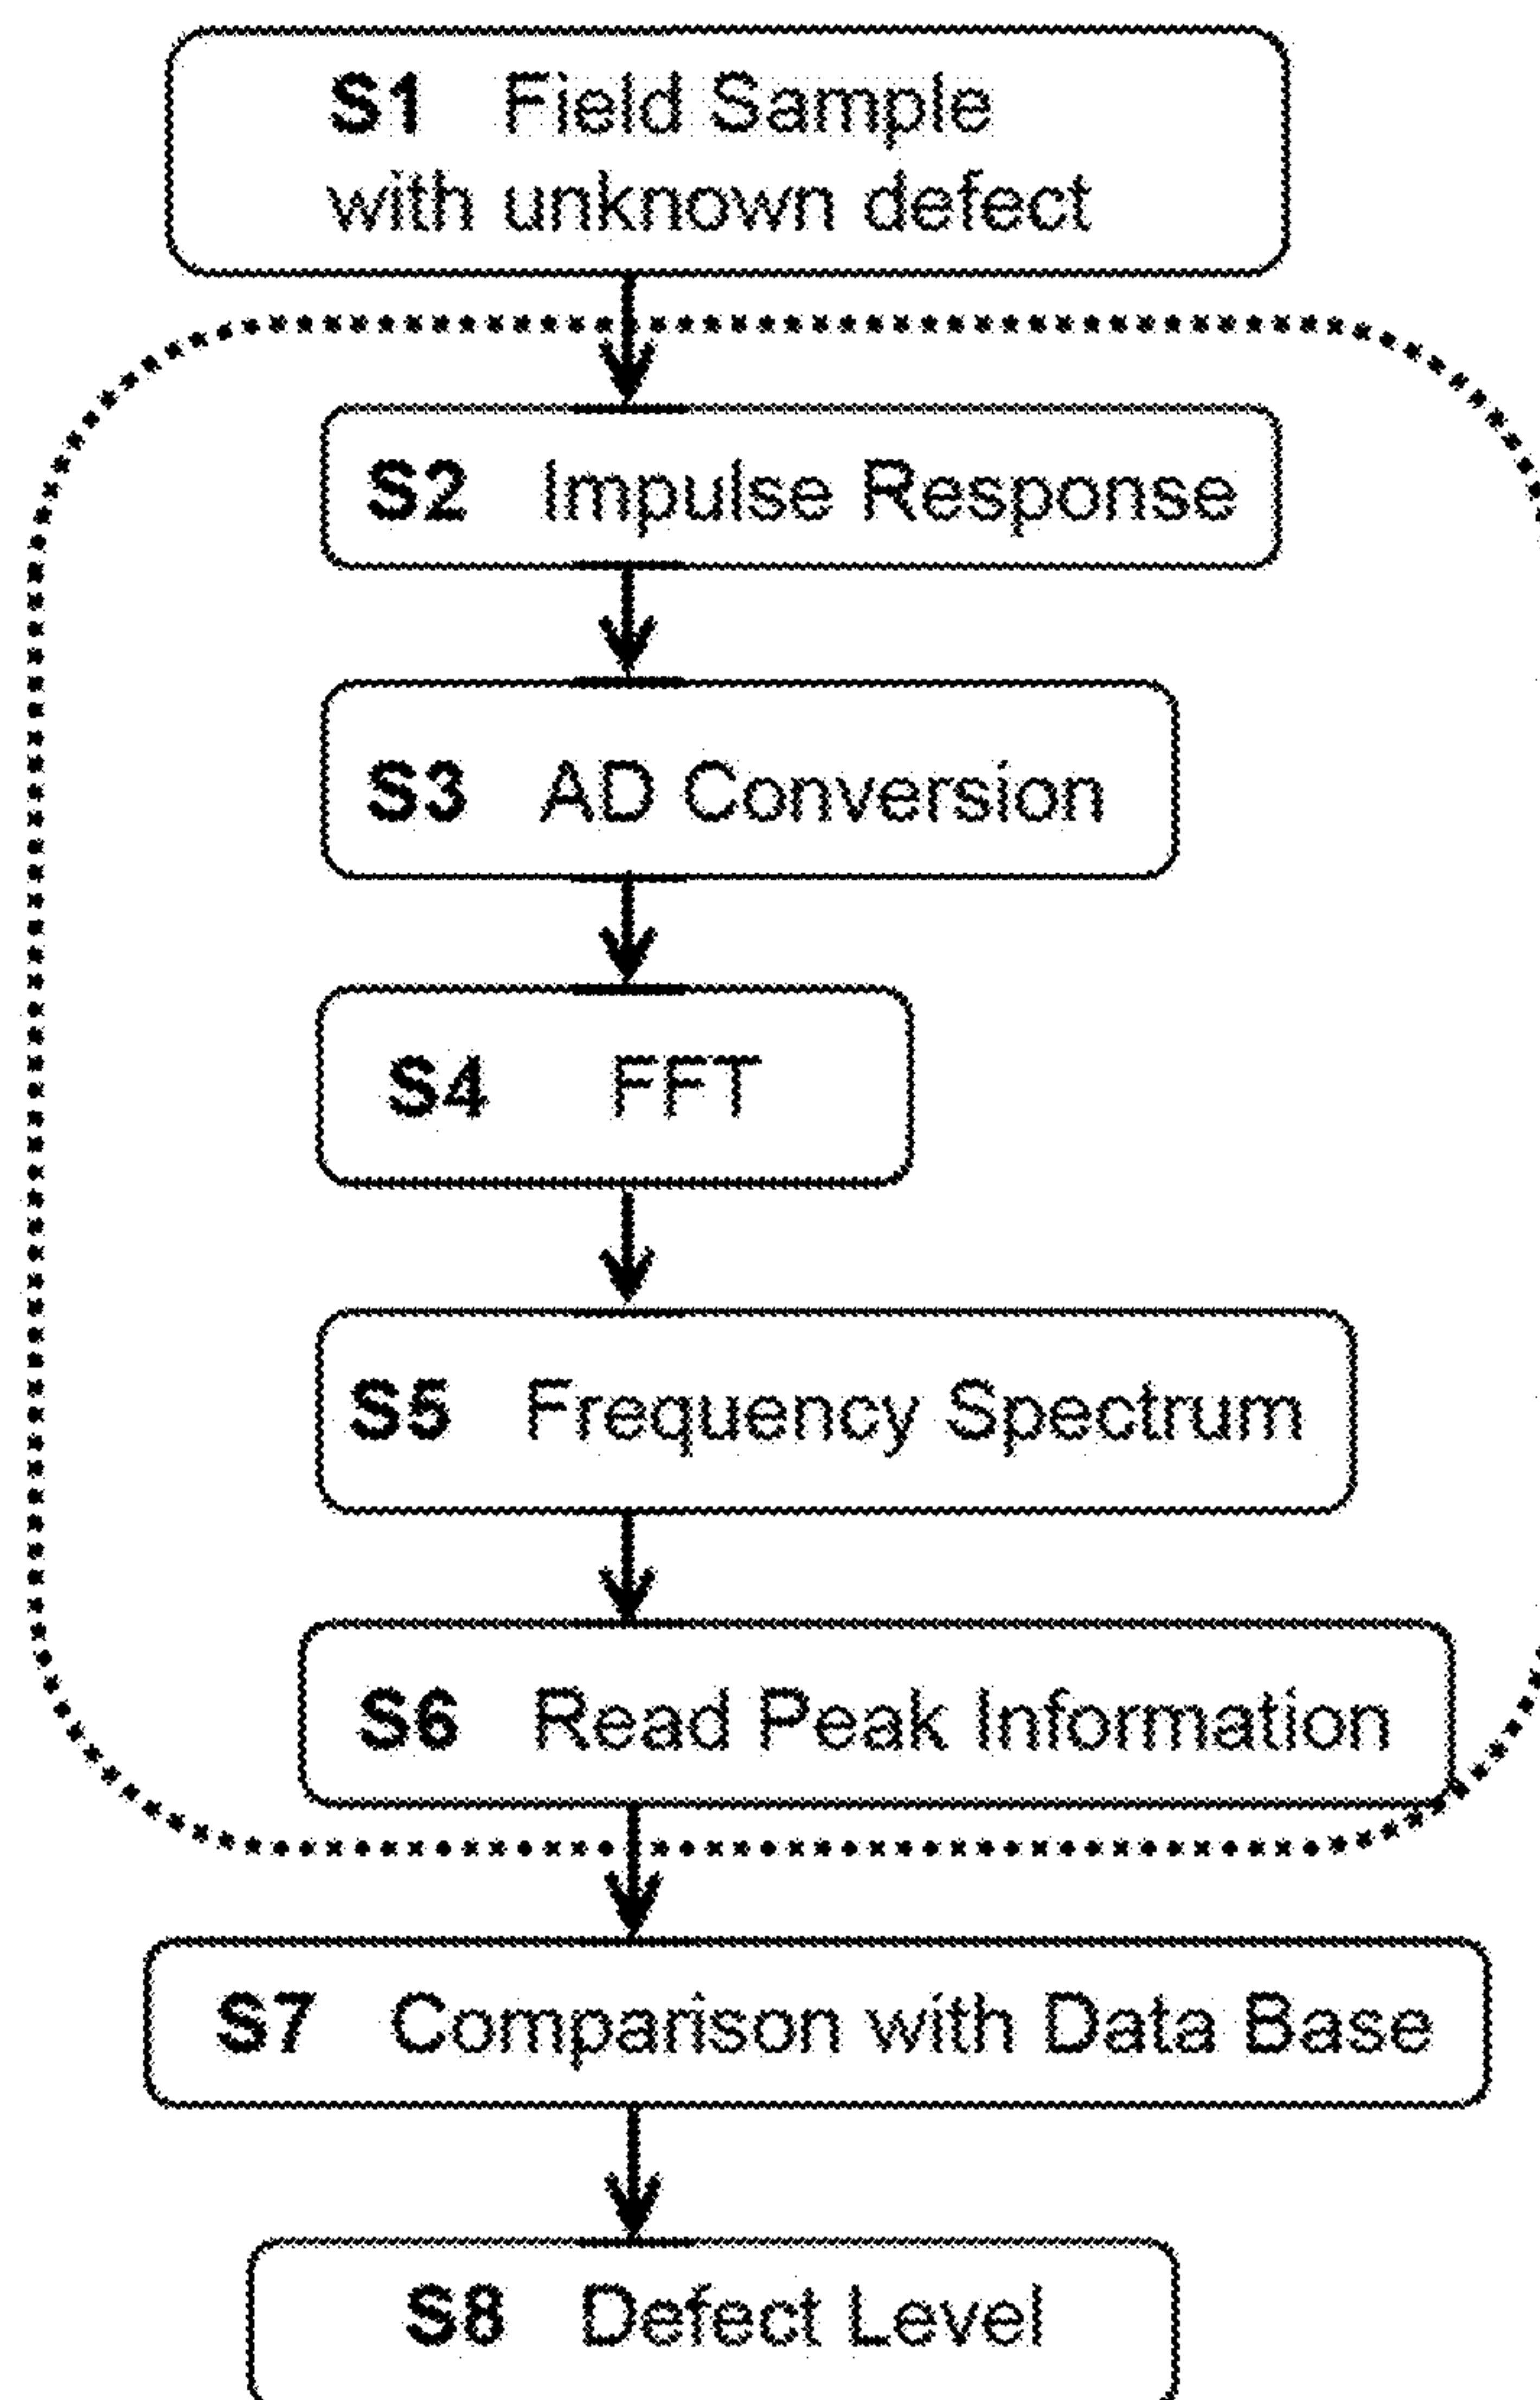 S1 Field Sample
with unknown defect
S2 Impulse Response
S3 AD Conversion
S4 FFT
S5 Frequency Spectrum
S6 Read Peak Information
S7 Comparison with Data Base
S8 Defect Level